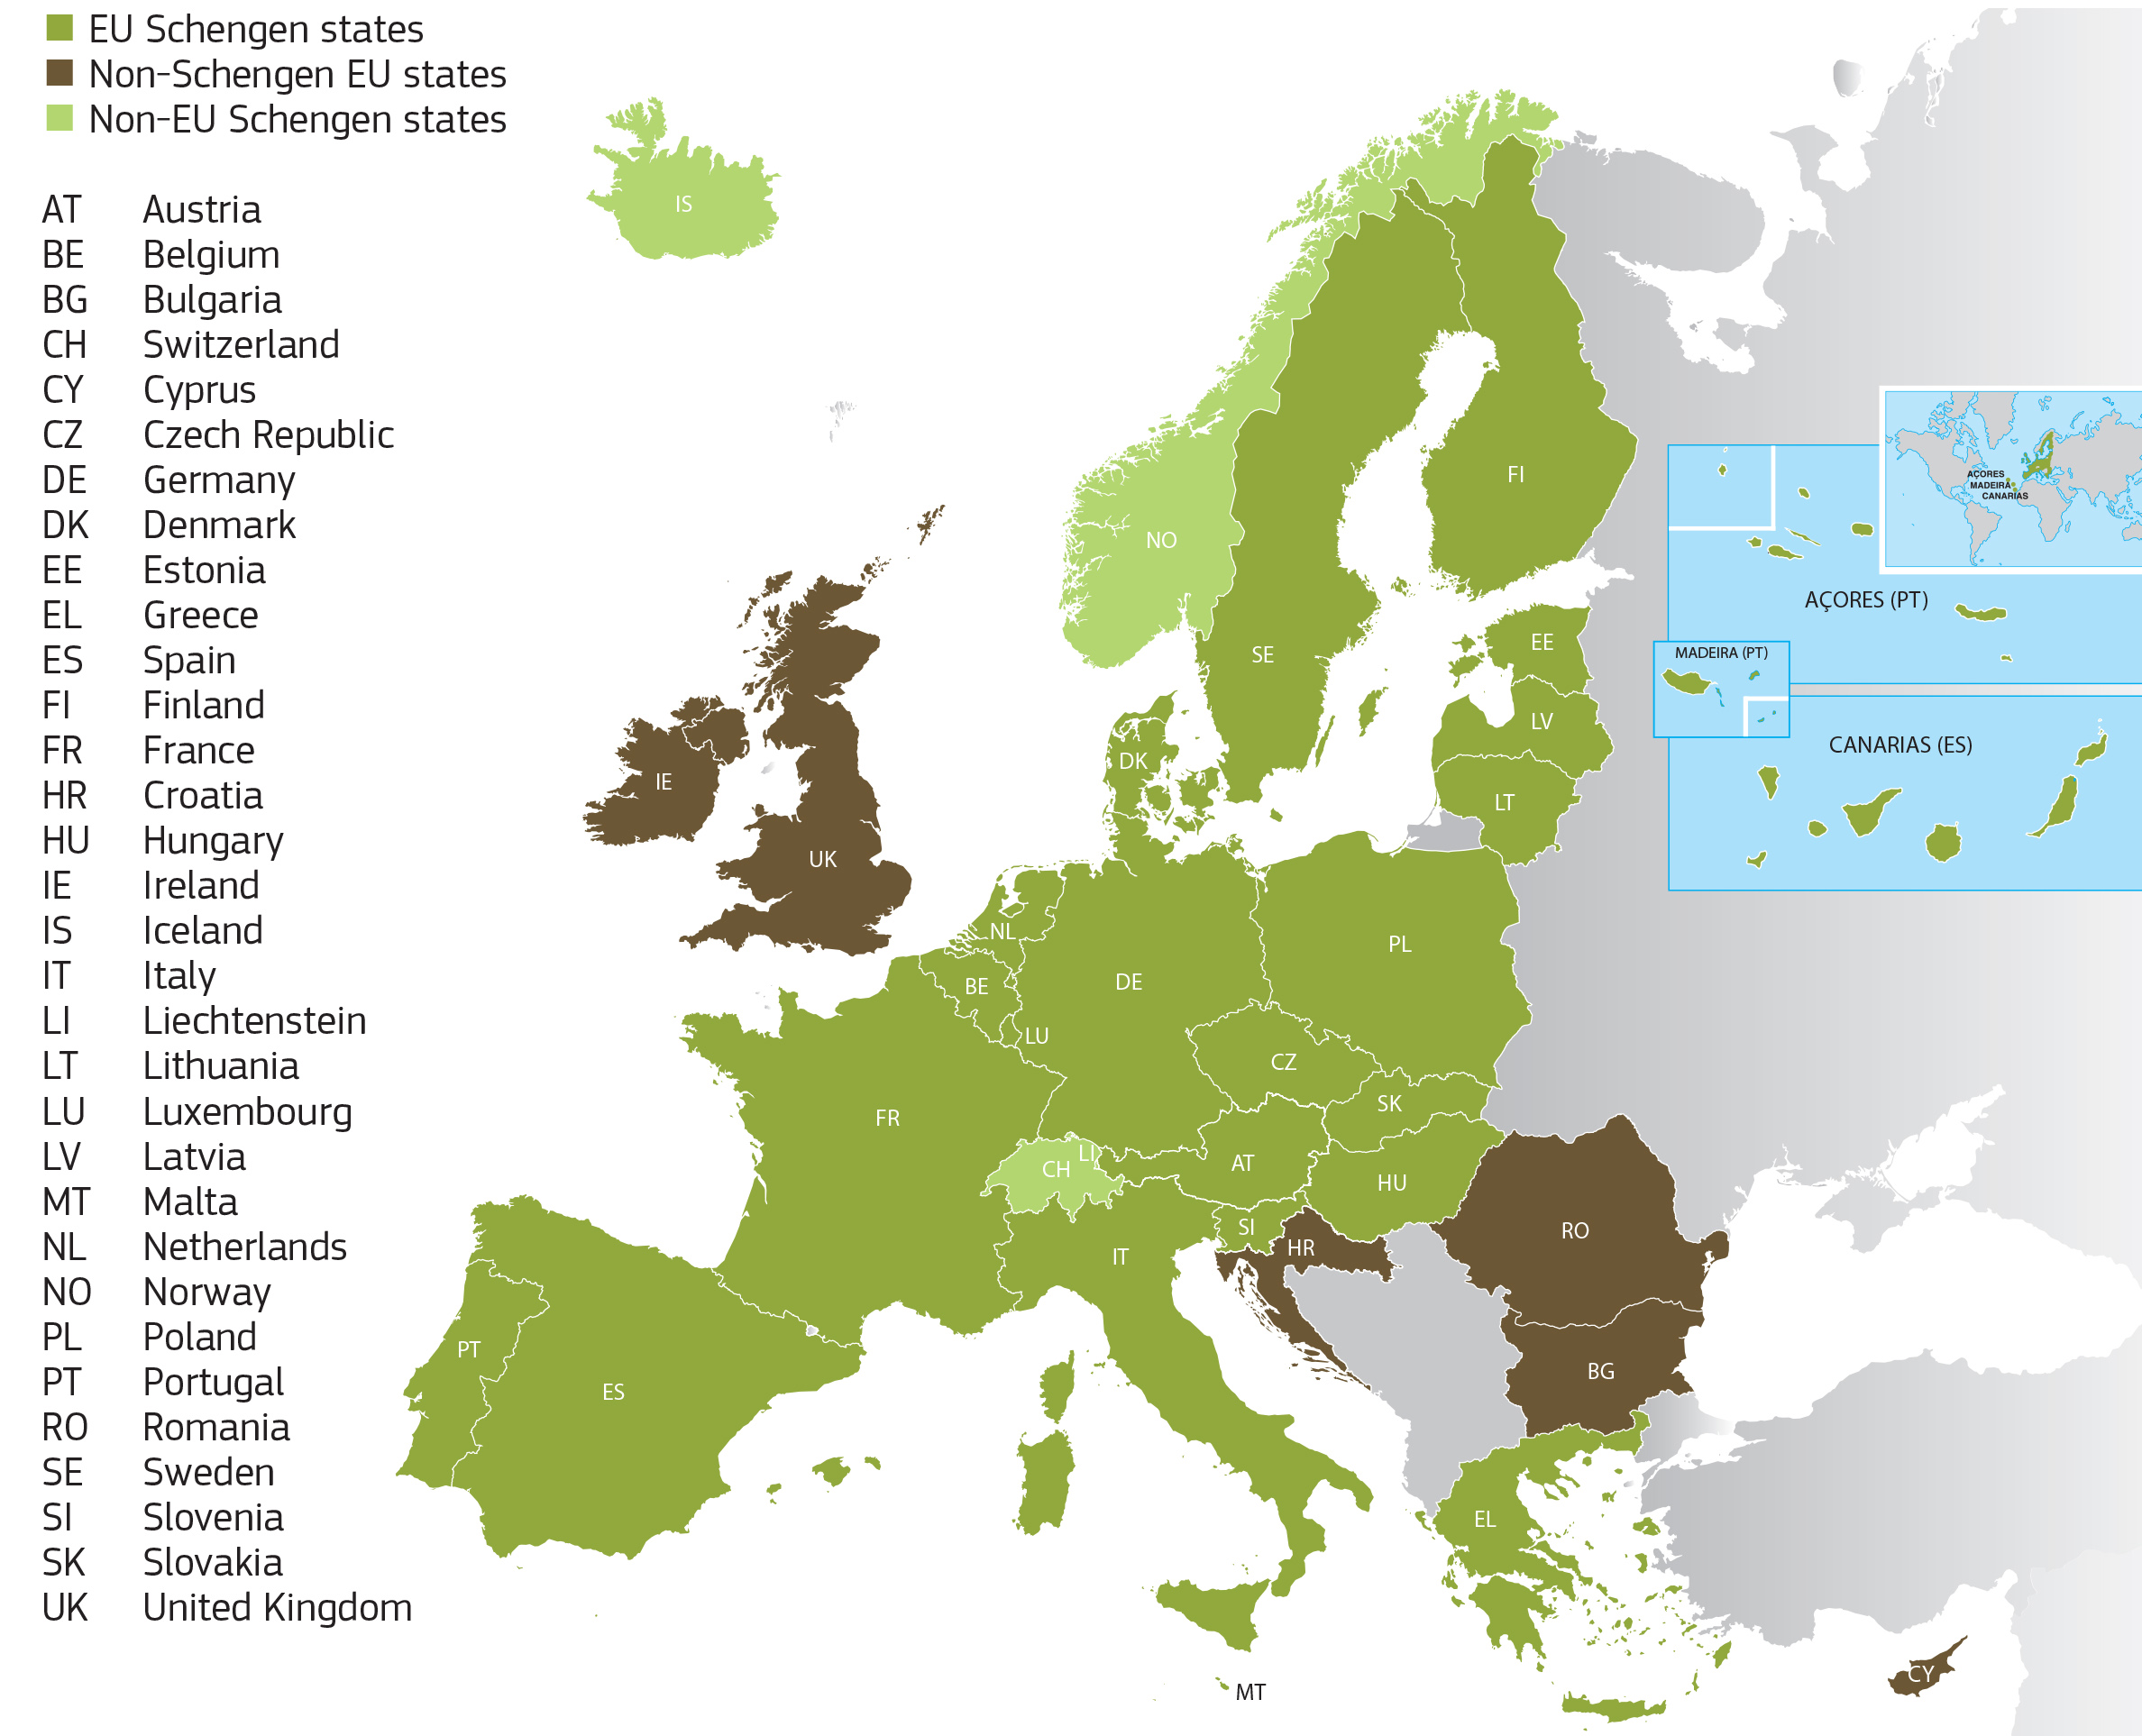 EU Schengen states
Non-Schengen EU states
Non-EU Schengen states
AT Austria
BE Belgium
BG Bulgaria
CH Switzerland
CY Cyprus
CZ Czech Republic
DE Germany
DK Denmark
EE Estonia
EL Greece
ES Spain
FI Finland
FR France
HR Croatia
HU Hungary
IE Ireland
IS Iceland
IT Italy
LI Liechtenstein
LT Lithuania
LU Luxembourg
LV Latvia
MT Malta
NL Netherlands
NO Norway
PL Poland
PT Portugal
RO Romania
SE Sweden
SI Slovenia
SK Slovakia
UK United Kingdom
IS
FI
NO
SE
EE
LV
DK
LT
IE
UK
NL
PL
BE
DE
LU
CZ
SK
FR
LI
CH
AT
HU
SI
HR
RO
IT
PT
BG
ES
EL
CY
MT
AÇORES
MADEIRA
CANARIAS
AÇORES (PT)
MADEIRA (PT)
CANARIAS (ES)